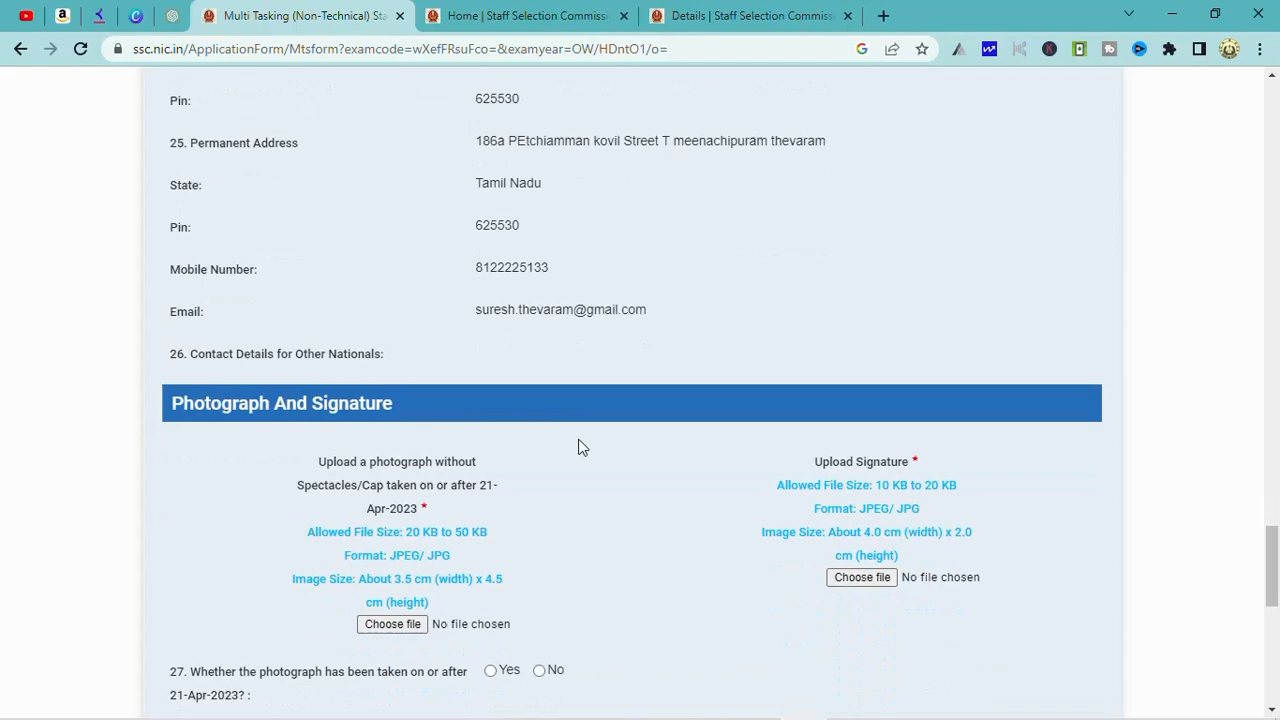 Multi Tasking (Non-Technical) Sta
Home | Staff Selection Commiss
Details | Staff Selection Commiss
ssc.nic.in/ApplicationForm/Mtsform?examcode=wXefFRsuFco=&examyear=OW/HDntO1/o=
Pin: 625530
25. Permanent Address 186a PEtchiamman kovil Street T meenachipuram thevaram
State: Tamil Nadu
Pin: 625530
Mobile Number: 8122225133
Email: suresh.thevaram@gmail.com
26. Contact Details for Other Nationals:
Photograph And Signature
Upload a photograph without
Spectacles/Cap taken on or after 21-
Apr-2023 *
Allowed File Size: 20 KB to 50 KB
Format: JPEG/ JPG
Image Size: About 3.5 cm (width) x 4.5
cm (height)
Choose file No file chosen
Upload Signature *
Allowed File Size: 10 KB to 20 KB
Format: JPEG/ JPG
Image Size: About 4.0 cm (width) x 2.0
cm (height)
Choose file No file chosen
27. Whether the photograph has been taken on or after Yes No
21-Apr-2023? :